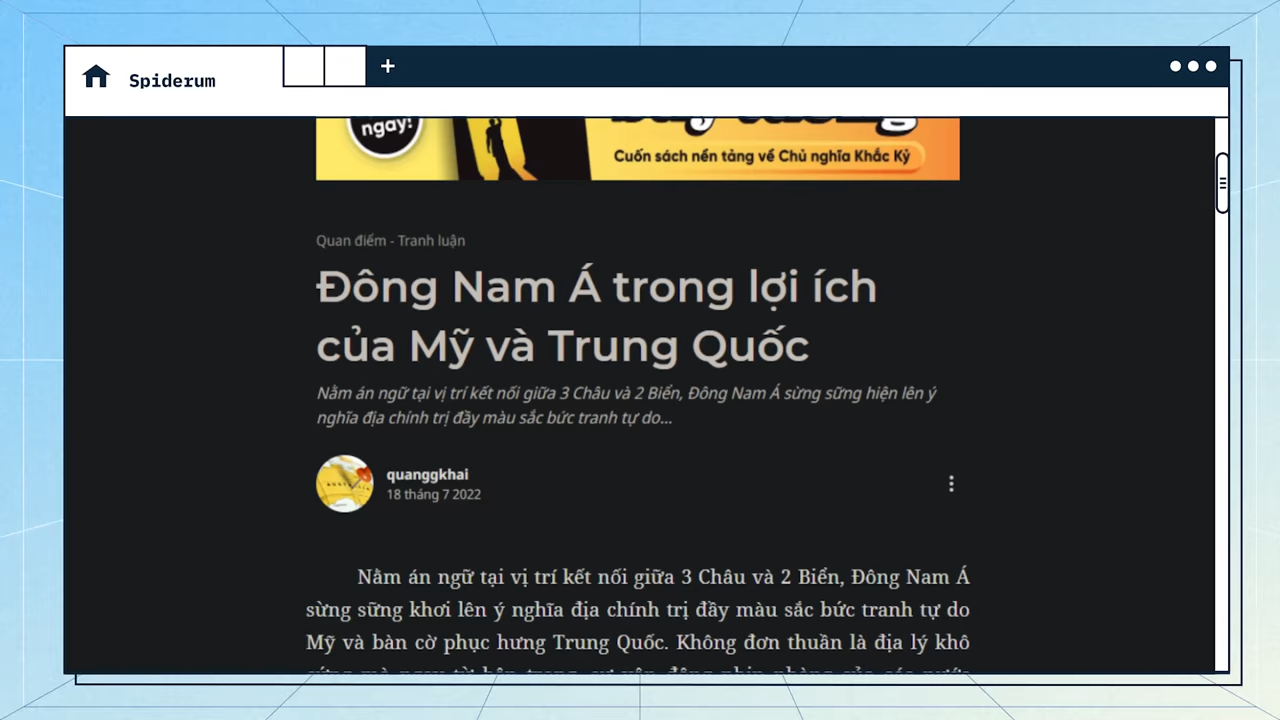 Spiderum
ngay!
Cuốn sách nền tảng về Chủ nghĩa Khắc Kỷ
Quan điểm - Tranh luận
Đông Nam Á trong lợi ích
của Mỹ và Trung Quốc
Nằm án ngữ tại vị trí kết nối giữa 3 Châu và 2 Biển, Đông Nam Á sừng sững hiện lên ý
nghĩa địa chính trị đầy màu sắc bức tranh tự do...
quanggkhai
18 tháng 7 2022
Nằm án ngữ tại vị trí kết nối giữa 3 Châu và 2 Biển, Đông Nam Á
sừng sững khơi lên ý nghĩa địa chính trị đầy màu sắc bức tranh tự do
Mỹ và bàn cờ phục hưng Trung Quốc. Không đơn thuần là địa lý khô